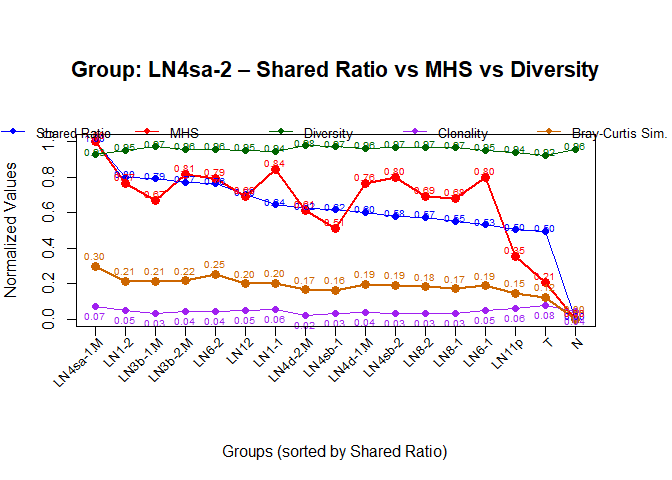 Group: LN4sa-2 – Shared Ratio vs MHS vs Diversity
Shared Ratio MHS Diversity Clonality Bray-Curtis Sim.
Normalized Values
1.0
0.8
0.6
0.4
0.2
0.0
0.95 0.97 0.96 0.96 0.95 0.94 0.98 0.97 0.96 0.97 0.97 0.97 0.95 0.94 0.92 0.96
0.79 0.64 0.62 0.60 0.58 0.57 0.55 0.53 0.50 0.50
0.67 0.81 0.79 0.84 0.61 0.51 0.76 0.80 0.69 0.68 0.80 0.35 0.21
0.30 0.21 0.21 0.22 0.25 0.20 0.20 0.17 0.16 0.19 0.19 0.18 0.17 0.19 0.15 0.12
0.07 0.05 0.03 0.04 0.04 0.05 0.06 0.02 0.03 0.04 0.03 0.03 0.03 0.05 0.06 0.08 0.04
LN4sa-1.M LN1-2 LN3b-1.M LN3b-2.M LN6-2 LN12 LN1-1 LN4d-2.M LN4sb-1 LN4d-1.M LN4sb-2 LN8-2 LN8-1 LN6-1 LN11p T N
Groups (sorted by Shared Ratio)